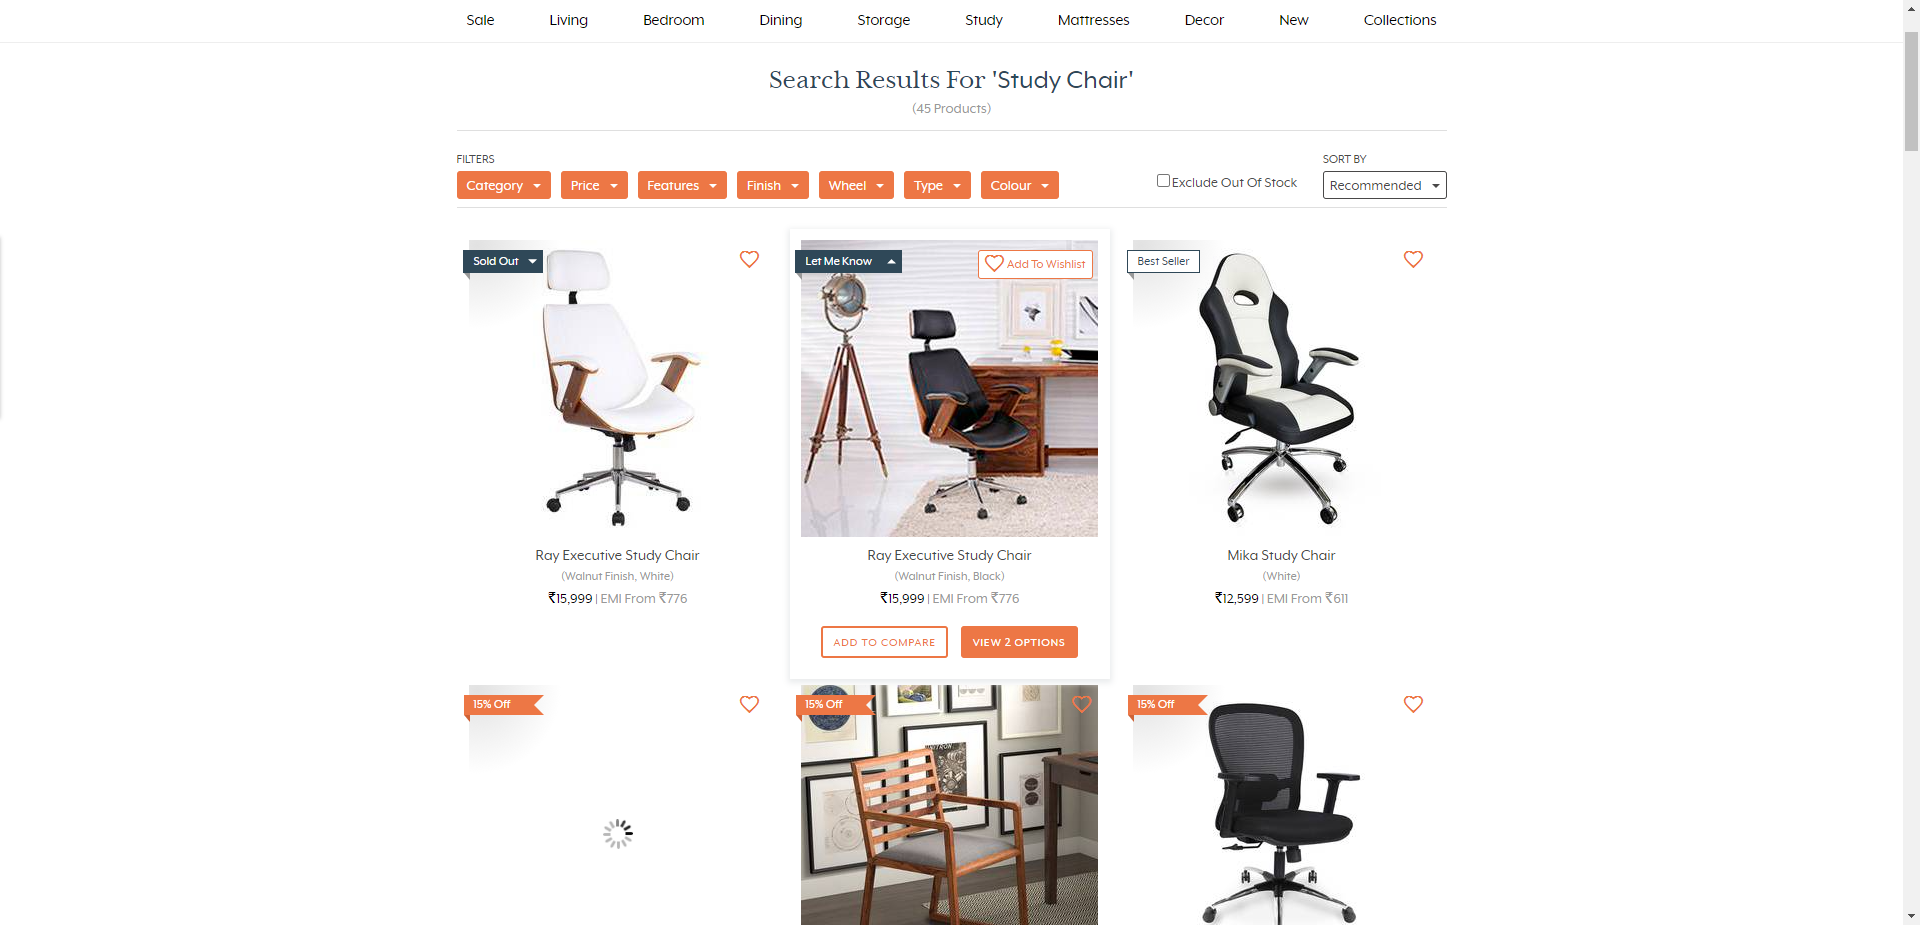 Sale Living Bedroom Dining Storage Study Mattresses Decor New Collections
Search Results For 'Study Chair'
(45 Products)
FILTERS
SORT BY
Category Price Features Finish Wheel Type Colour
Exclude Out Of Stock
Recommended
Sold Out
Let Me Know
Add To Wishlist
Best Seller
Ray Executive Study Chair
(Walnut Finish, White)
₹15,999 | EMI From ₹776
Ray Executive Study Chair
(Walnut Finish, Black)
₹15,999 | EMI From ₹776
ADD TO COMPARE
VIEW 2 OPTIONS
Mika Study Chair
(White)
₹12,599 | EMI From ₹611
15% Off
15% Off
15% Off